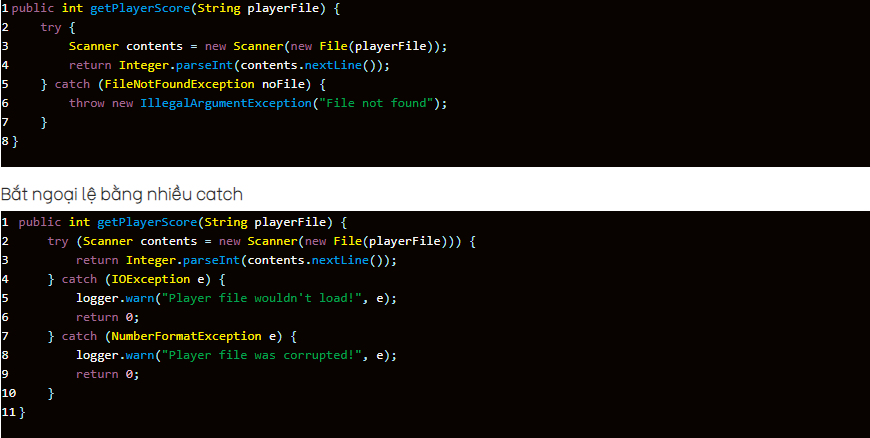 1 public int getPlayerScore(String playerFile) {
2     try {
3         Scanner contents = new Scanner(new File(playerFile));
4         return Integer.parseInt(contents.nextLine());
5     } catch (FileNotFoundException noFile) {
6         throw new IllegalArgumentException("File not found");
7     }
8 }
Bắt ngoại lệ bằng nhiều catch
1 public int getPlayerScore(String playerFile) {
2     try (Scanner contents = new Scanner(new File(playerFile))) {
3         return Integer.parseInt(contents.nextLine());
4     } catch (IOException e) {
5         logger.warn("Player file wouldn't load!", e);
6         return 0;
7     } catch (NumberFormatException e) {
8         logger.warn("Player file was corrupted!", e);
9         return 0;
10     }
11 }